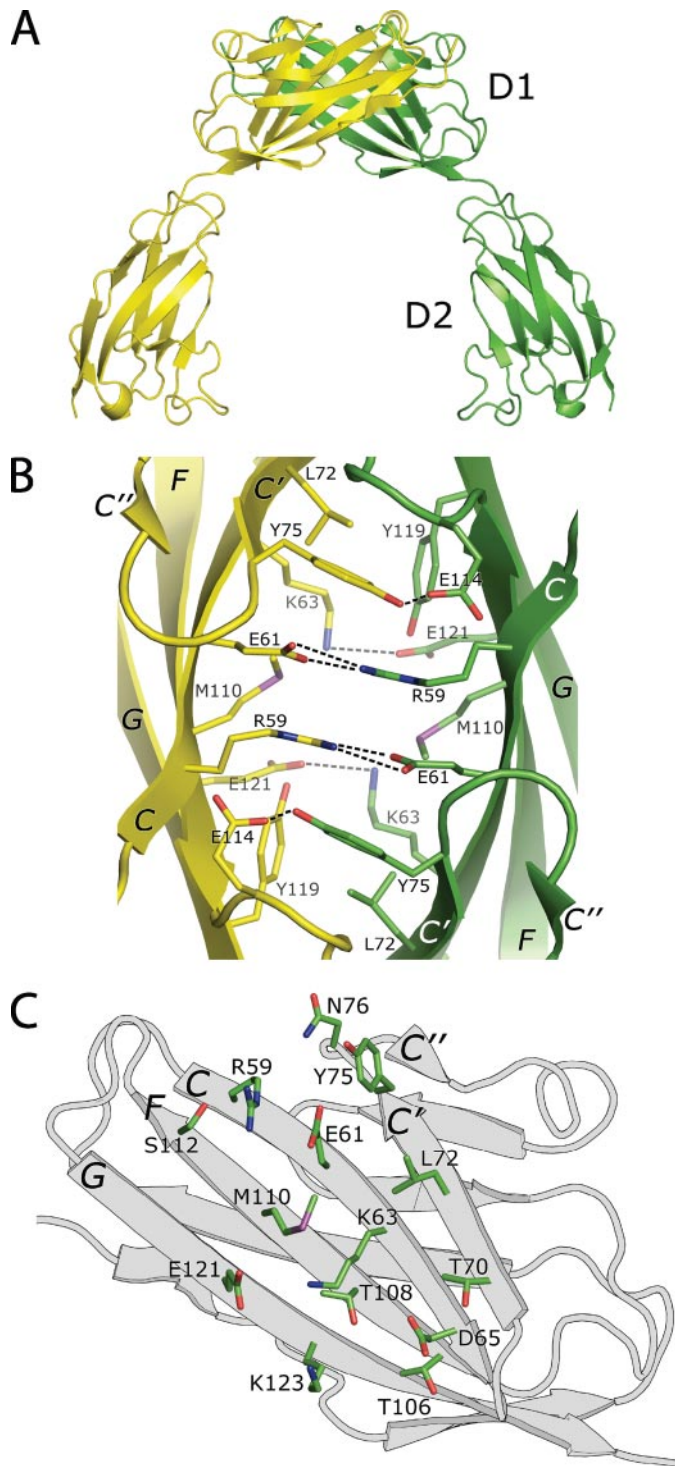 A
D1
D2
B
F
C'
L72
C''
Y75
Y119
E114
C
K63
E61
E121
M110
R59
G
G
R59
M110
E121
E61
C
K63
E114
Y119
Y75
C'
C''
L72
F
C
N76
R59
C
Y75
C''
F
E61
C'
S112
L72
G
M110
K63
E121
T108
T70
D65
K123
T106